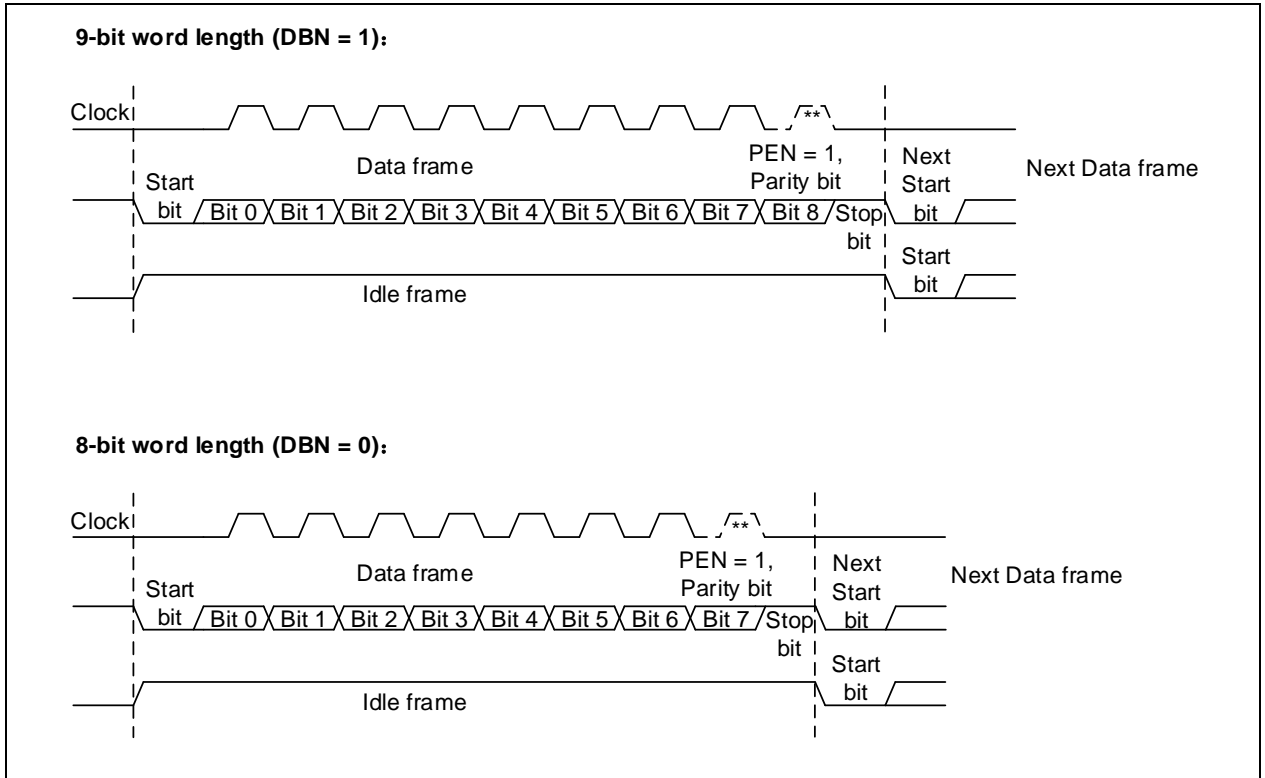 9-bit word length (DBN = 1)：
Clock
**
Data frame
PEN = 1,
Parity bit
Next
Start
bit
Next Data frame
Start
bit
Bit 0 Bit 1 Bit 2 Bit 3 Bit 4 Bit 5 Bit 6 Bit 7 Bit 8
Stop
bit
Start
bit
Idle frame
8-bit word length (DBN = 0)：
Clock
**
Data frame
PEN = 1,
Parity bit
Next
Start
bit
Next Data frame
Start
bit
Bit 0 Bit 1 Bit 2 Bit 3 Bit 4 Bit 5 Bit 6 Bit 7
Stop
bit
Start
bit
Idle frame